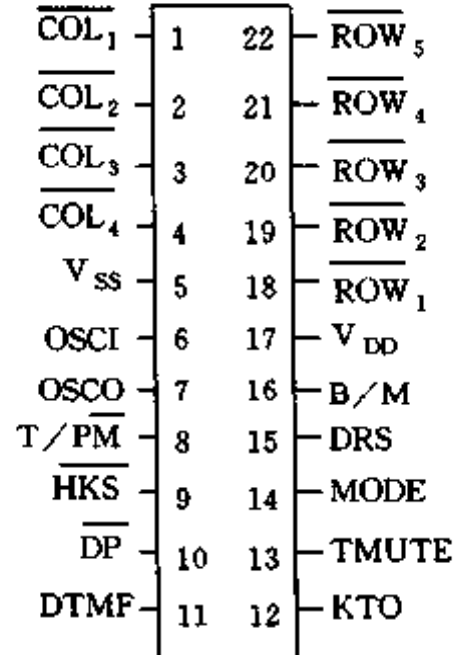 COL₁ 1 22 ROW₅
COL₂ 2 21 ROW₄
COL₃ 3 20 ROW₃
COL₄ 4 19 ROW₂
V SS 5 18 ROW₁
OSCI 6 17 V DD
OSCO 7 16 B/M
T/PM 8 15 DRS
HKS 9 14 MODE
DP 10 13 TMUTE
DTMF 11 12 KTO